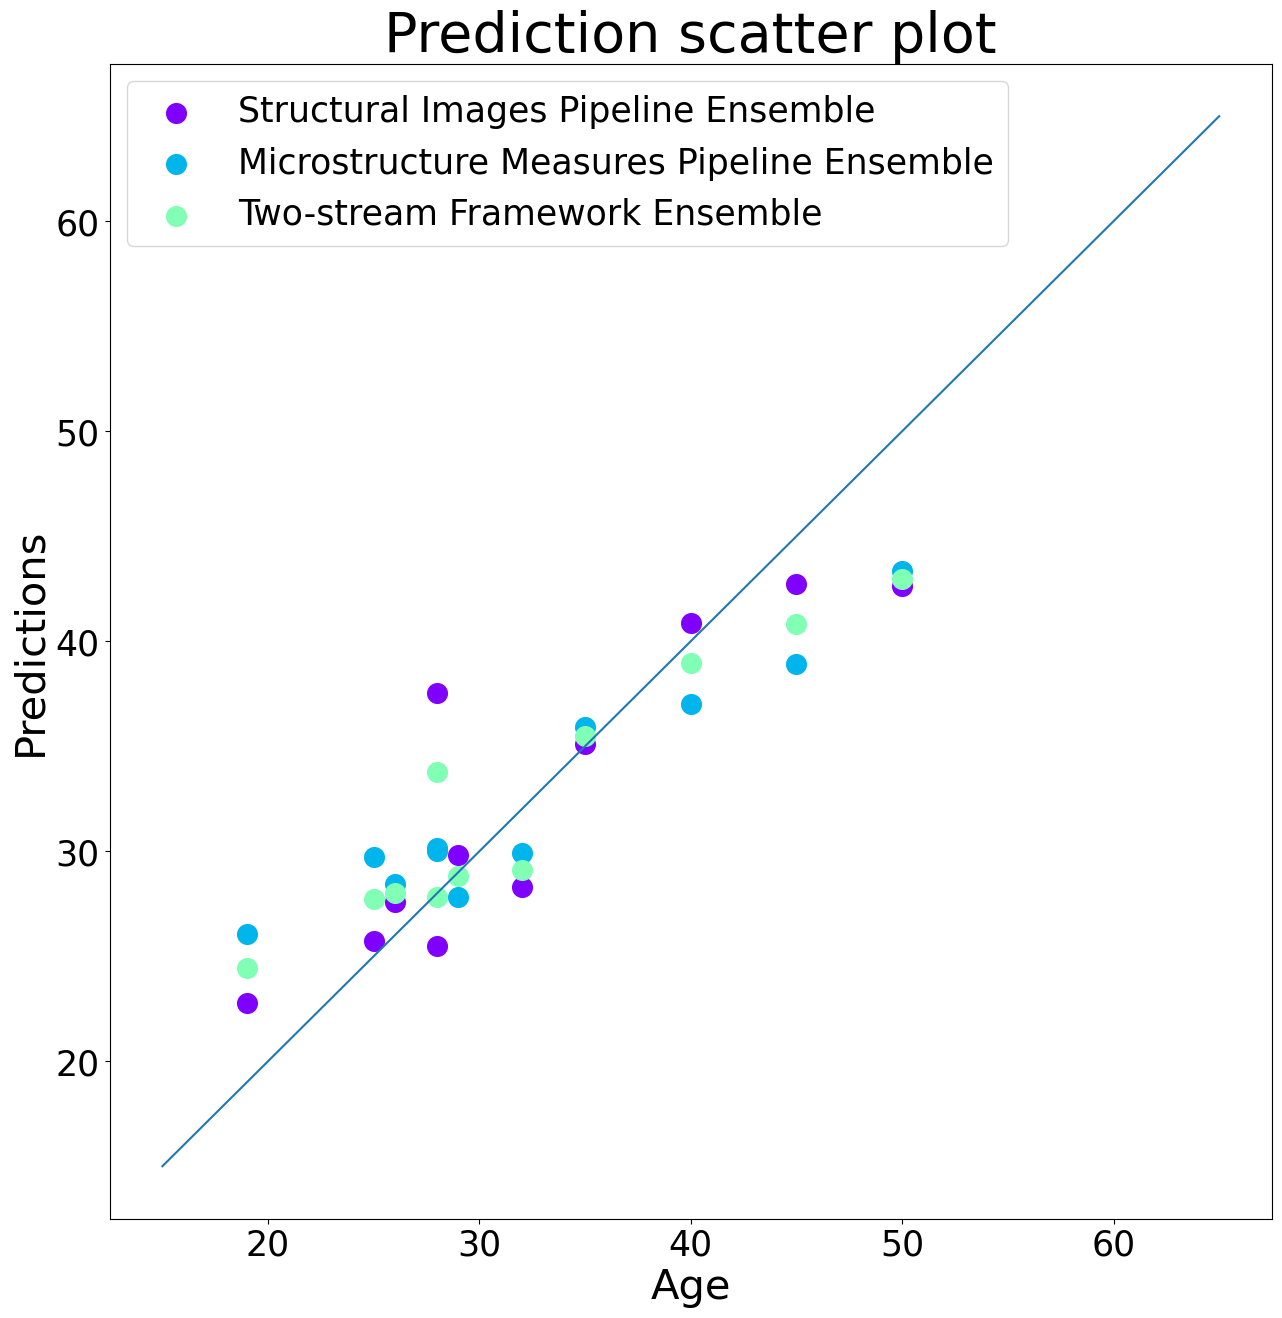 Prediction scatter plot
Structural Images Pipeline Ensemble
Microstructure Measures Pipeline Ensemble
Two-stream Framework Ensemble
60
50
40
30
20
Predictions
20 30 40 50 60
Age